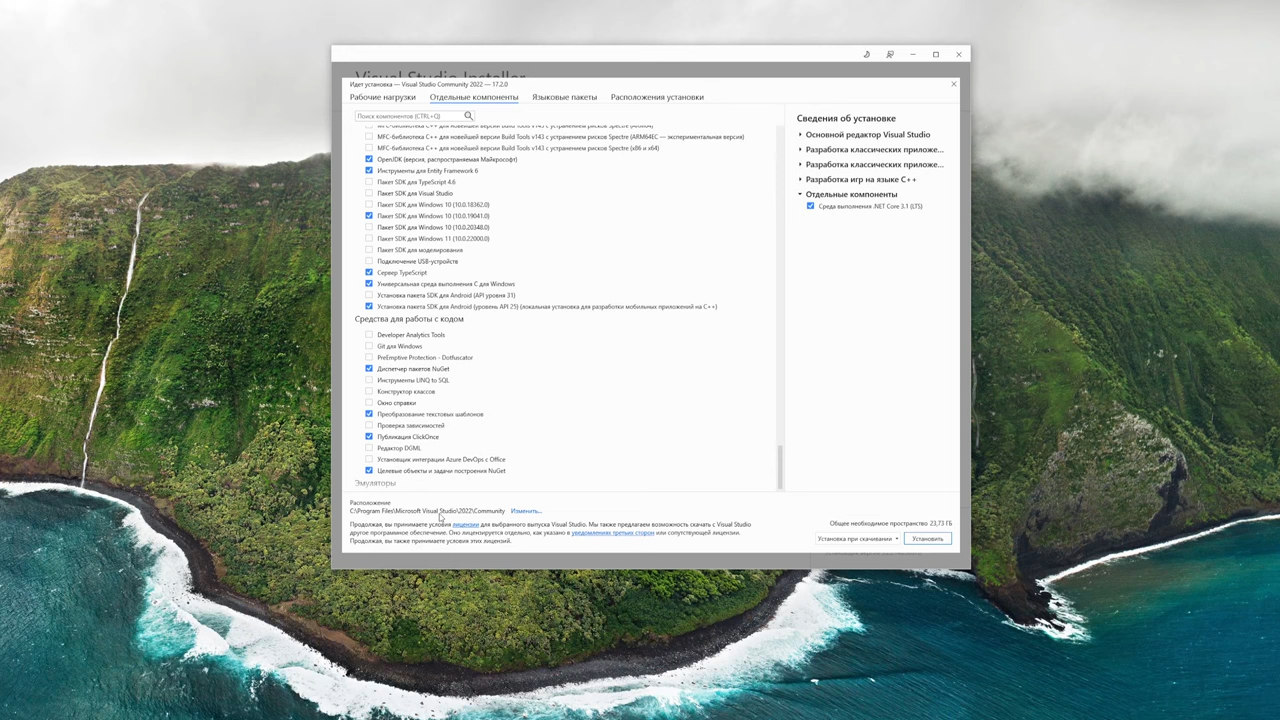 Visual Studio Installer
Идет установка — Visual Studio Community 2022 — 17.2.0
Рабочие нагрузки
Отдельные компоненты
Языковые пакеты
Расположения установки
Поиск компонентов (CTRL+Q)
MFC-библиотека C++ для новейшей версии Build Tools v143 с устранением рисков Spectre (ARM64)
MFC-библиотека C++ для новейшей версии Build Tools v143 с устранением рисков Spectre (ARM64EC — экспериментальная версия)
MFC-библиотека C++ для новейшей версии Build Tools v143 с устранением рисков Spectre (x86 и x64)
OpenJDK (версия, распространяемая Майкрософт)
Инструменты для Entity Framework 6
Пакет SDK для TypeScript 4.6
Пакет SDK для Visual Studio
Пакет SDK для Windows 10 (10.0.18362.0)
Пакет SDK для Windows 10 (10.0.19041.0)
Пакет SDK для Windows 10 (10.0.20348.0)
Пакет SDK для Windows 11 (10.0.22000.0)
Пакет SDK для моделирования
Подключение USB-устройств
Сервер TypeScript
Универсальная среда выполнения C для Windows
Установка пакета SDK для Android (API уровня 31)
Установка пакета SDK для Android (уровень API 25) (локальная установка для разработки мобильных приложений на C++)
Средства для работы с кодом
Developer Analytics Tools
Git для Windows
PreEmptive Protection - Dotfuscator
Диспетчер пакетов NuGet
Инструменты LINQ to SQL
Конструктор классов
Окно справки
Преобразование текстовых шаблонов
Проверка зависимостей
Публикация ClickOnce
Редактор DGML
Установщик интеграции Azure DevOps с Office
Целевые объекты и задачи построения NuGet
Эмуляторы
Сведения об установке
Основной редактор Visual Studio
Разработка классических приложе...
Разработка классических приложе...
Разработка игр на языке C++
Отдельные компоненты
Среда выполнения .NET Core 3.1 (LTS)
Расположение
C:\Program Files\Microsoft Visual Studio\2022\Community Изменить...
Продолжая, вы принимаете условия лицензии для выбранного выпуска Visual Studio. Мы также предлагаем возможность скачать с Visual Studio
другое программное обеспечение. Оно лицензируется отдельно, как указано в уведомлениях третьих сторон или сопутствующей лицензии.
Продолжая, вы также принимаете условия этих лицензий.
Общее необходимое пространство 23,73 ГБ
Установка при скачивании
Установить